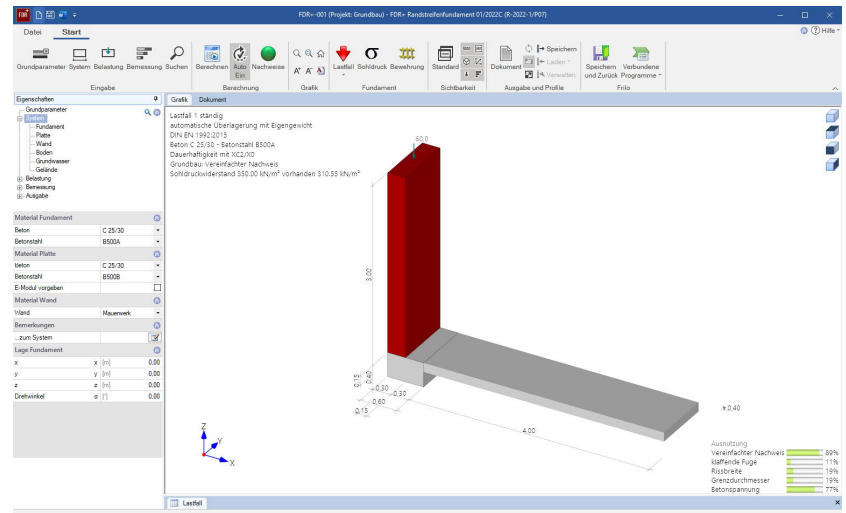 FDR+-001 (Projekt: Grundbau) - FDR+ Randstreifenfundament 01/2022C (R-2022-1/P07)
Datei Start
Hilfe
Grundparameter System Belastung Bemessung Suchen
Eingabe
Berechnen Auto Ein Nachweise
Berechnung
Grafik
Lastfall Sohldruck Bewehrung
Fundament
Standard
Sichtbarkeit
Dokument Speichern
Laden
Verwalten
Ausgabe und Profile
Speichern und Zurück
Verbundene Programme
Frilo
Eigenschaften
Grundparameter
System
Fundament
Platte
Wand
Boden
Grundwasser
Gelände
Belastung
Bemessung
Ausgabe
Material Fundament
Beton C 25/30
Betonstahl B500A
Material Platte
Beton C 25/30
Betonstahl B500B
E-Modul vorgeben
Material Wand
Wand Mauerwerk
Bemerkungen
...zum System
Lage Fundament
x x [m] 0.00
y y [m] 0.00
z z [m] 0.00
Drehwinkel α [°] 0.00
Grafik Dokument
Lastfall 1 ständig
automatische Überlagerung mit Eigengewicht
DIN EN 1992:2015
Beton C 25/30 - Betonstahl B500A
Dauerhaftigkeit mit XC2/X0
Grundbau: Vereinfachter Nachweis
Sohldruckwiderstand 350.00 kN/m² vorhanden 310.55 kN/m²
60.0
3.00
0,15
0,40
0,30
0,30
0,60
0,15
4.00
0,40
Z
Y
X
Ausnutzung
Vereinfachter Nachweis 89%
klaffende Fuge 11%
Rissbreite 19%
Grenzdurchmesser 19%
Betonspannung 77%
Lastfall